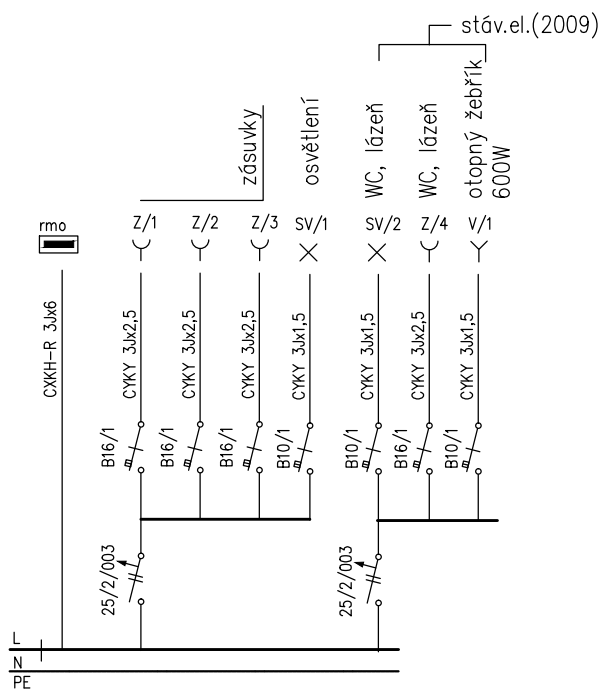 stáv.el.(2009)
zásuvky
osvětlení
WC, lázeň
WC, lázeň
otopný žebřík
600W
rmo
Z/1
Z/2
Z/3
SV/1
SV/2
Z/4
V/1
CXKH-R 3Jx6
CYKY 3Jx2,5
CYKY 3Jx2,5
CYKY 3Jx2,5
CYKY 3Jx1,5
CYKY 3Jx1,5
CYKY 3Jx2,5
CYKY 3Jx1,5
B16/1
B16/1
B16/1
B10/1
B10/1
B16/1
B10/1
25/2/003
25/2/003
L
N
PE